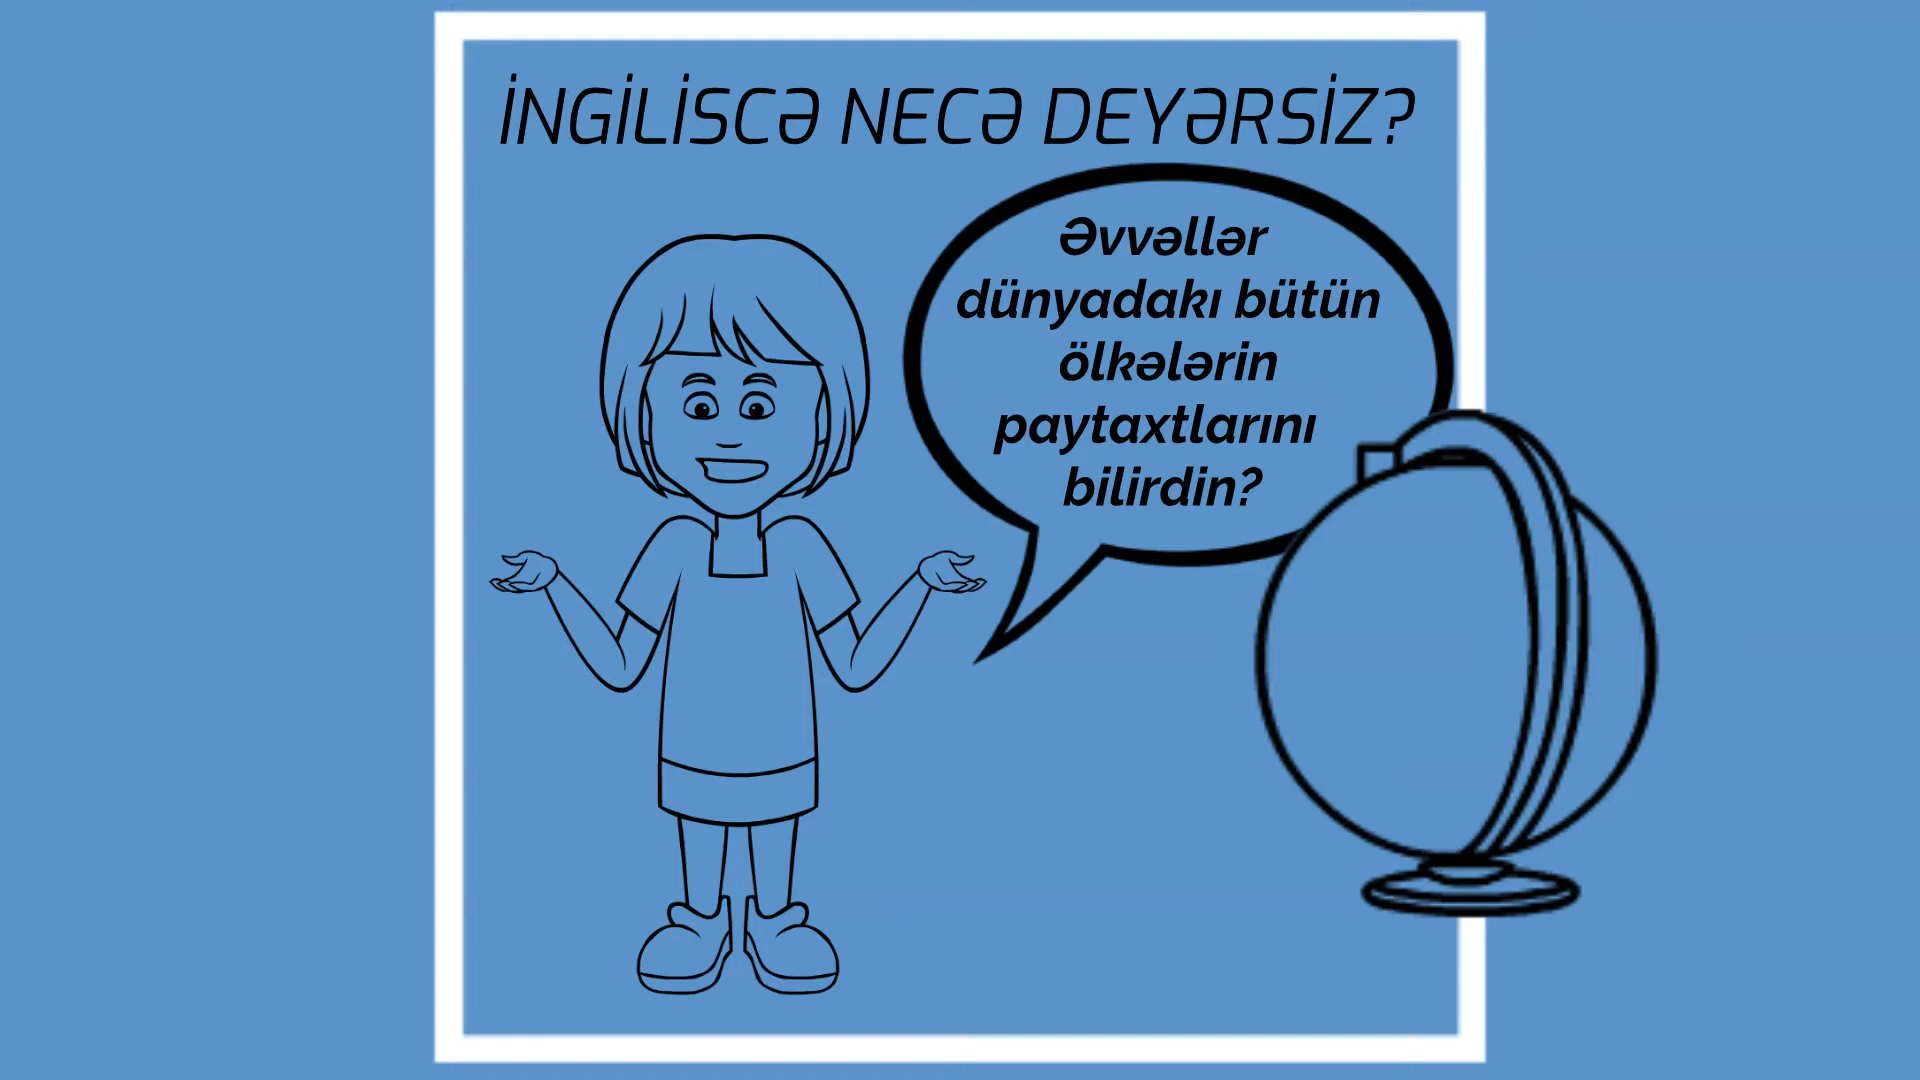 İNGİLİSCƏ NECƏ DEYƏRSİZ?
Əvvəllər
dünyadakı bütün
ölkələrin
paytaxtlarını
bilirdin?